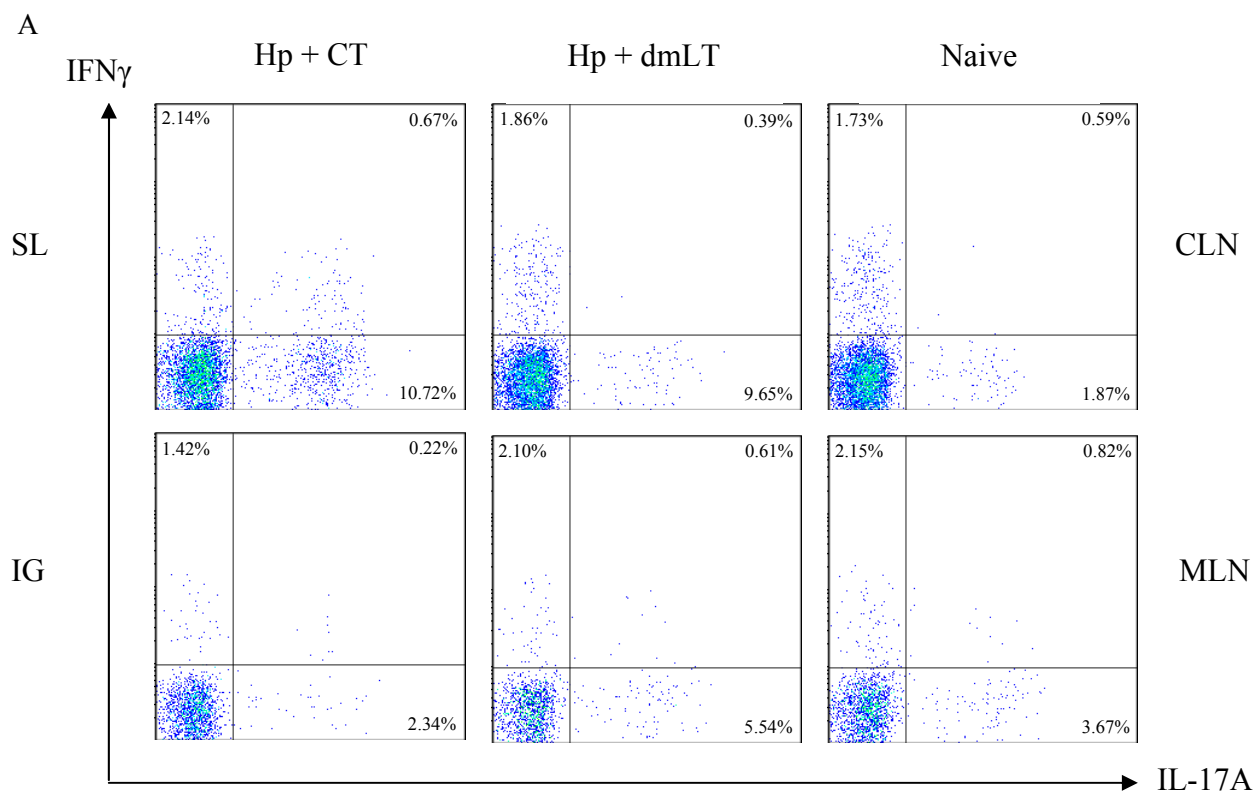 A
IFNγ
Hp + CT
Hp + dmLT
Naive
2.14% 0.67%
1.86% 0.39%
1.73% 0.59%
SL
CLN
10.72%
9.65%
1.87%
1.42% 0.22%
2.10% 0.61%
2.15% 0.82%
IG
MLN
2.34%
5.54%
3.67%
IL-17A